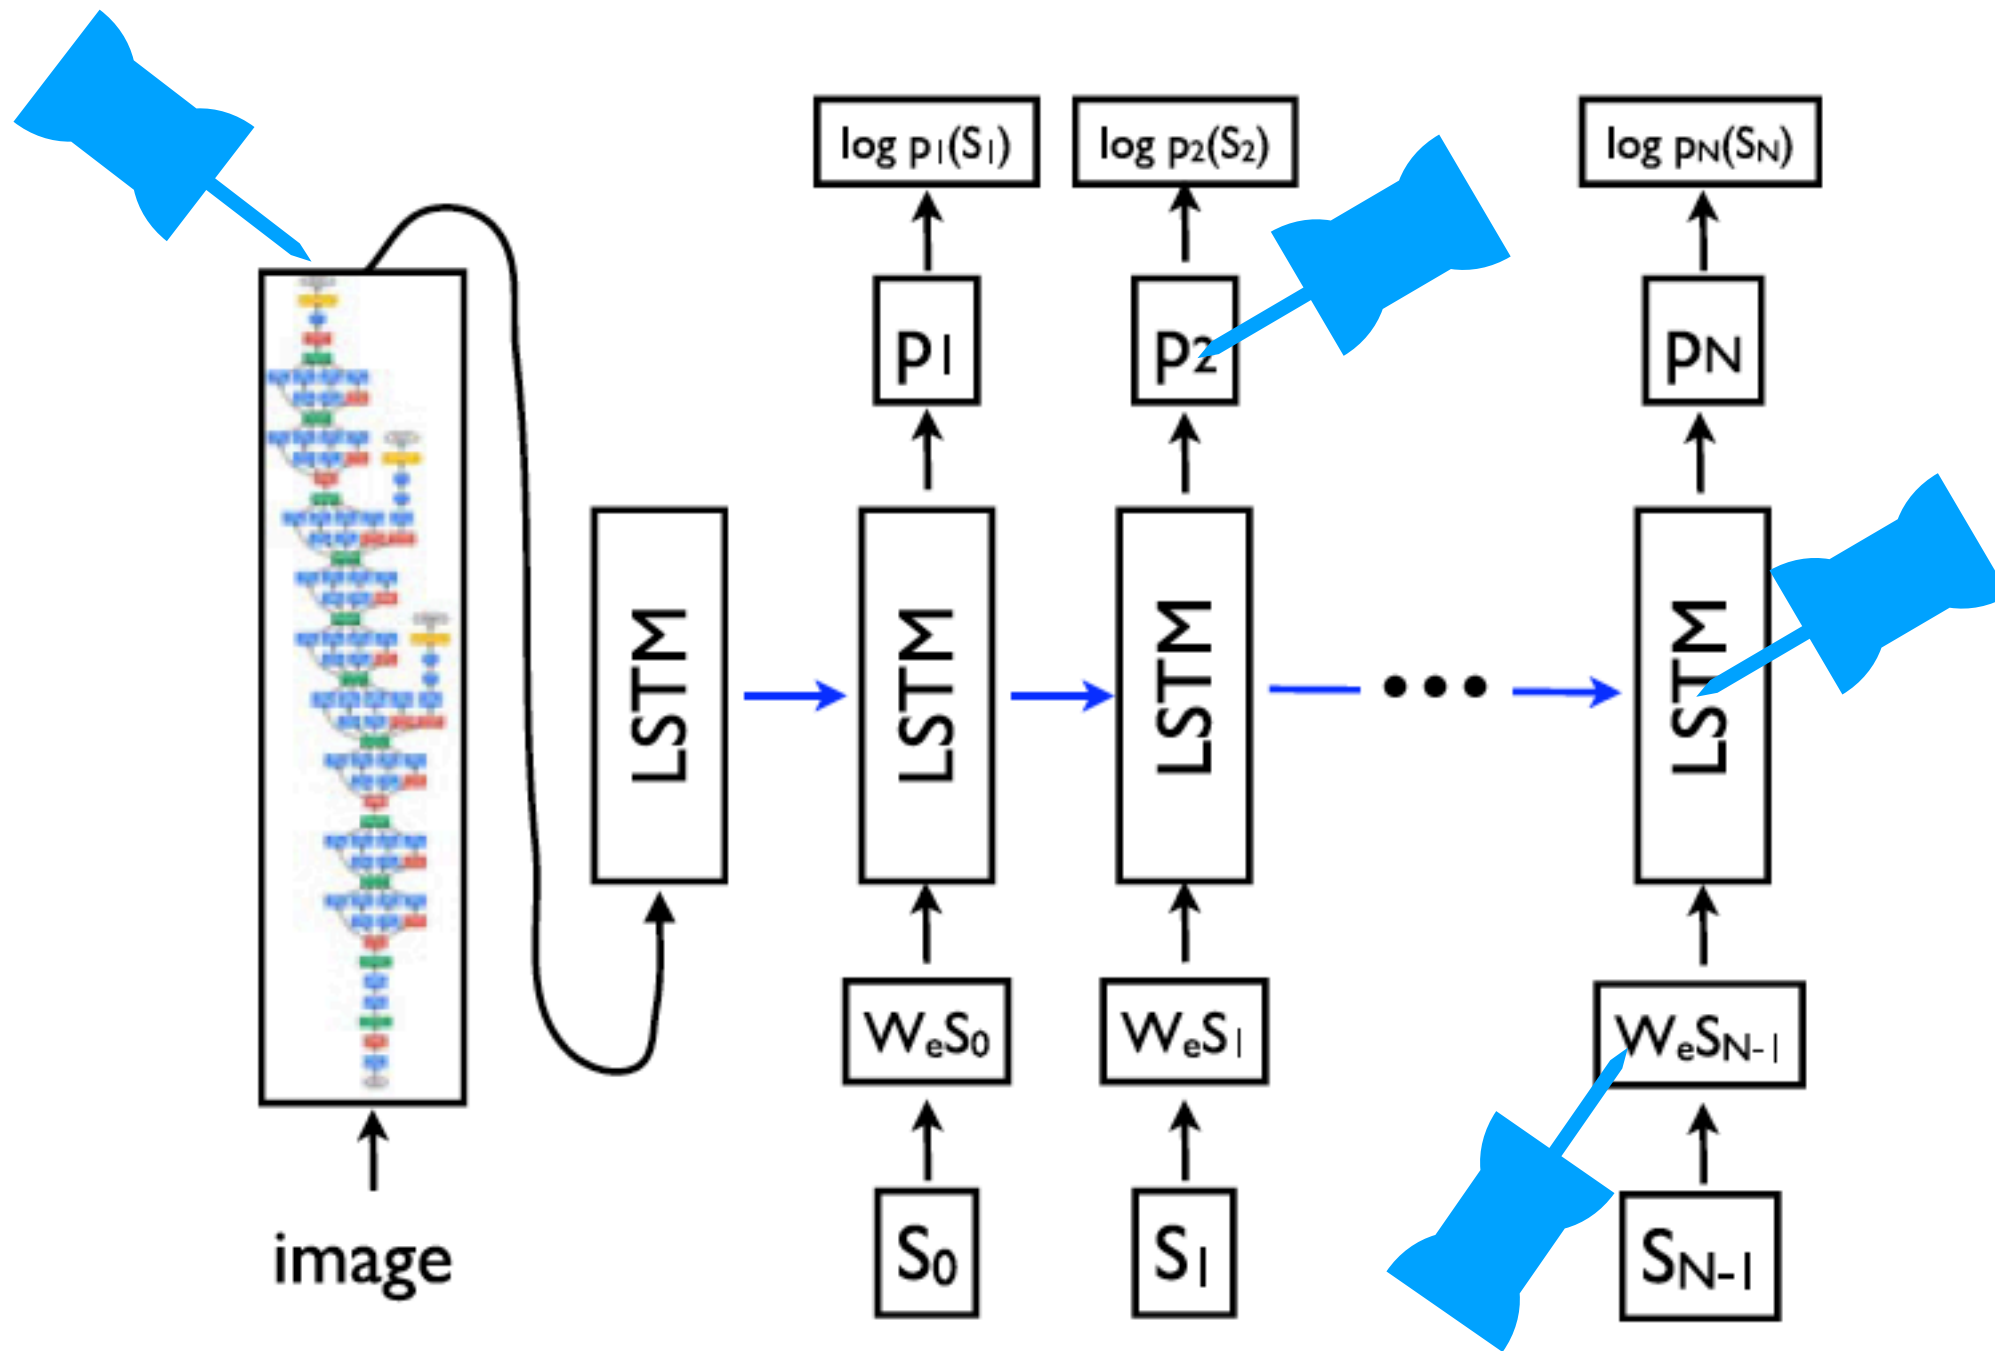 log p1(S1) log p2(S2) log pN(SN)
p1 p2 pN
LSTM LSTM LSTM LSTM
WeS0 WeS1 WeSN-1
image S0 S1 SN-1